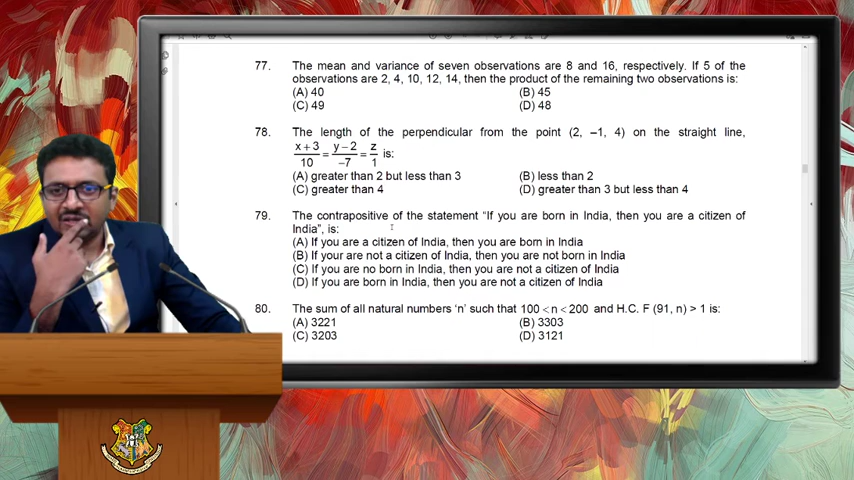 77. The mean and variance of seven observations are 8 and 16, respectively. If 5 of the
observations are 2, 4, 10, 12, 14, then the product of the remaining two observations is:
(A) 40 (B) 45
(C) 49 (D) 48
78. The length of the perpendicular from the point (2, –1, 4) on the straight line,
x + 3 / 10 = y – 2 / –7 = z / 1 is:
(A) greater than 2 but less than 3 (B) less than 2
(C) greater than 4 (D) greater than 3 but less than 4
79. The contrapositive of the statement “If you are born in India, then you are a citizen of
India”, is:
(A) If you are a citizen of India, then you are born in India
(B) If your are not a citizen of India, then you are not born in India
(C) If you are no born in India, then you are not a citizen of India
(D) If you are born in India, then you are not a citizen of India
80. The sum of all natural numbers ‘n’ such that 100 < n < 200 and H.C. F (91, n) > 1 is:
(A) 3221 (B) 3303
(C) 3203 (D) 3121